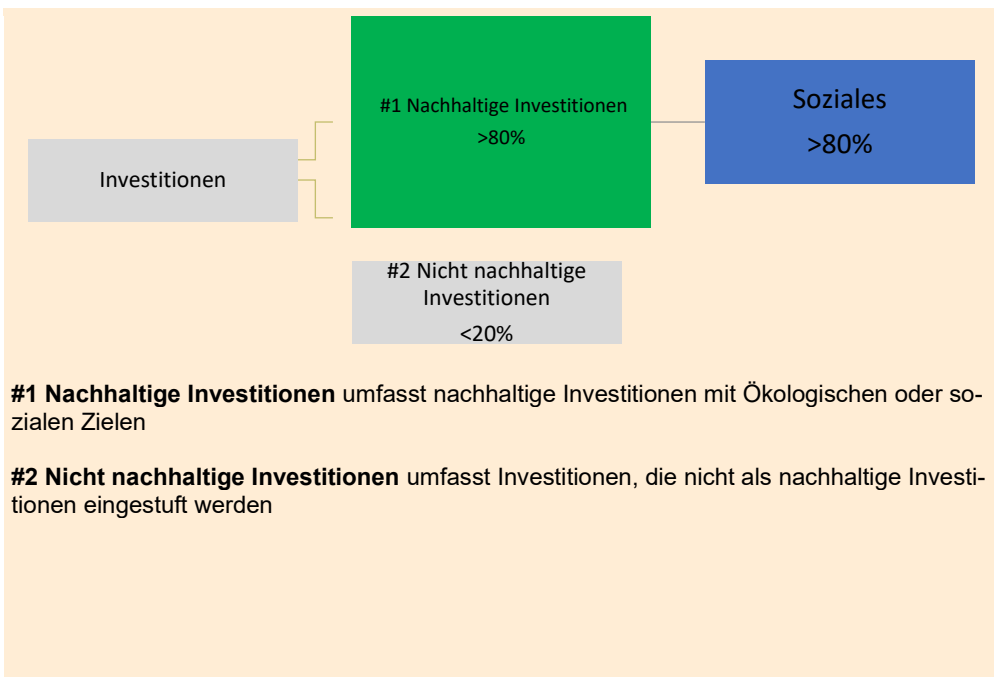 #1 Nachhaltige Investitionen
>80%
Soziales
>80%
Investitionen
#2 Nicht nachhaltige
Investitionen
<20%
#1 Nachhaltige Investitionen umfasst nachhaltige Investitionen mit Ökologischen oder so-
zialen Zielen
#2 Nicht nachhaltige Investitionen umfasst Investitionen, die nicht als nachhaltige Investi-
tionen eingestuft werden